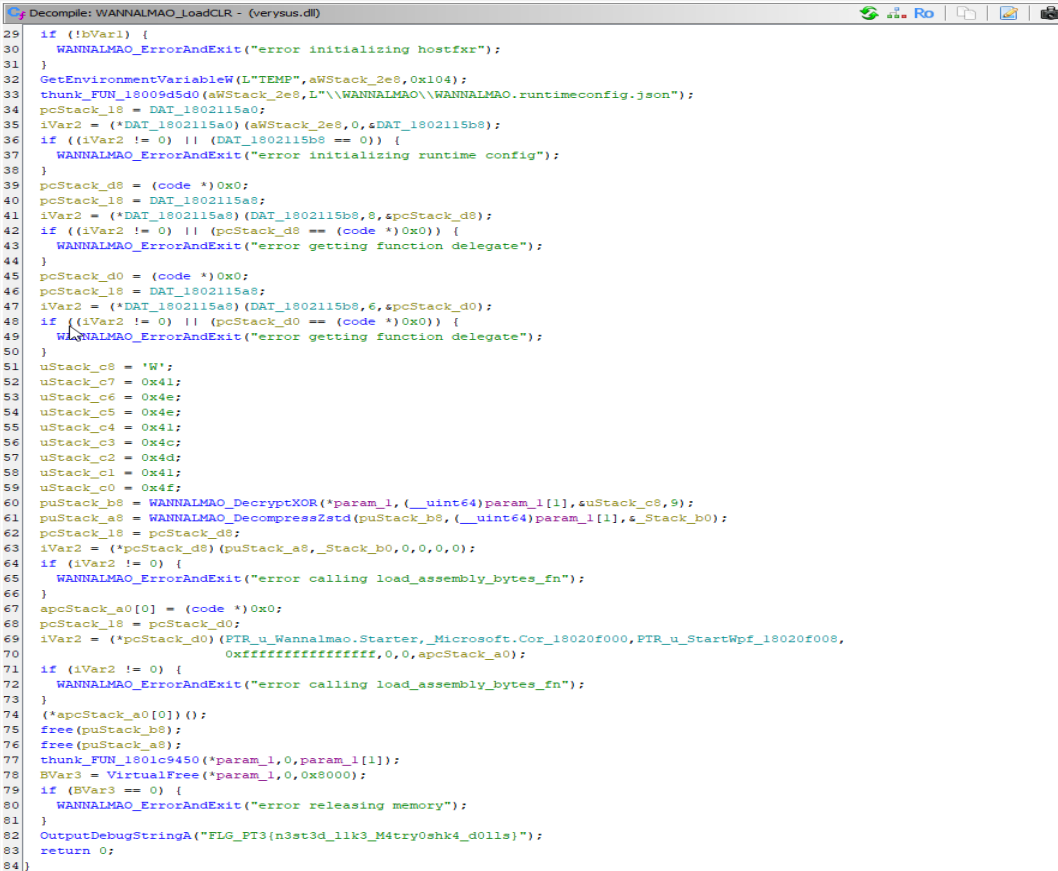 Decompile: WANNALMAO_LoadCLR - (verysus.dll)
Ro
29 if (!bVar1) {
30 WANNALMAO_ErrorAndExit("error initializing hostfxr");
31 }
32 GetEnvironmentVariableW(L"TEMP",aWStack_2e8,0x104);
33 thunk_FUN_18009d5d0(aWStack_2e8,L"\\WANNALMAO\\WANNALMAO.runtimeconfig.json");
34 pcStack_18 = DAT_1802115a0;
35 iVar2 = (*DAT_1802115a0)(aWStack_2e8,0,&DAT_1802115b8);
36 if ((iVar2 != 0) || (DAT_1802115b8 == 0)) {
37 WANNALMAO_ErrorAndExit("error initializing runtime config");
38 }
39 pcStack_d8 = (code *)0x0;
40 pcStack_18 = DAT_1802115a8;
41 iVar2 = (*DAT_1802115a8)(DAT_1802115b8,8,&pcStack_d8);
42 if ((iVar2 != 0) || (pcStack_d8 == (code *)0x0)) {
43 WANNALMAO_ErrorAndExit("error getting function delegate");
44 }
45 pcStack_d0 = (code *)0x0;
46 pcStack_18 = DAT_1802115a8;
47 iVar2 = (*DAT_1802115a8)(DAT_1802115b8,6,&pcStack_d0);
48 if ((iVar2 != 0) || (pcStack_d0 == (code *)0x0)) {
49 WANNALMAO_ErrorAndExit("error getting function delegate");
50 }
51 uStack_c8 = 'W';
52 uStack_c7 = 0x41;
53 uStack_c6 = 0x4e;
54 uStack_c5 = 0x4e;
55 uStack_c4 = 0x41;
56 uStack_c3 = 0x4c;
57 uStack_c2 = 0x4d;
58 uStack_c1 = 0x41;
59 uStack_c0 = 0x4f;
60 puStack_b8 = WANNALMAO_DecryptXOR(*param_1,(__uint64)param_1[1],&uStack_c8,9);
61 puStack_a8 = WANNALMAO_DecompressZstd(puStack_b8,(__uint64)param_1[1],&_Stack_b0);
62 pcStack_18 = pcStack_d8;
63 iVar2 = (*pcStack_d8)(puStack_a8,_Stack_b0,0,0,0,0);
64 if (iVar2 != 0) {
65 WANNALMAO_ErrorAndExit("error calling load_assembly_bytes_fn");
66 }
67 apcStack_a0[0] = (code *)0x0;
68 pcStack_18 = pcStack_d0;
69 iVar2 = (*pcStack_d0)(PTR_u_Wannalmao.Starter,_Microsoft.Cor_18020f000,PTR_u_StartWpf_18020f008,
70 0xffffffffffffffff,0,0,apcStack_a0);
71 if (iVar2 != 0) {
72 WANNALMAO_ErrorAndExit("error calling load_assembly_bytes_fn");
73 }
74 (*apcStack_a0[0])();
75 free(puStack_b8);
76 free(puStack_a8);
77 thunk_FUN_1801c9450(*param_1,0,param_1[1]);
78 BVar3 = VirtualFree(*param_1,0,0x8000);
79 if (BVar3 == 0) {
80 WANNALMAO_ErrorAndExit("error releasing memory");
81 }
82 OutputDebugStringA("FLG_PT3{n3st3d_l1k3_M4try0shk4_d0lls}");
83 return 0;
84 }